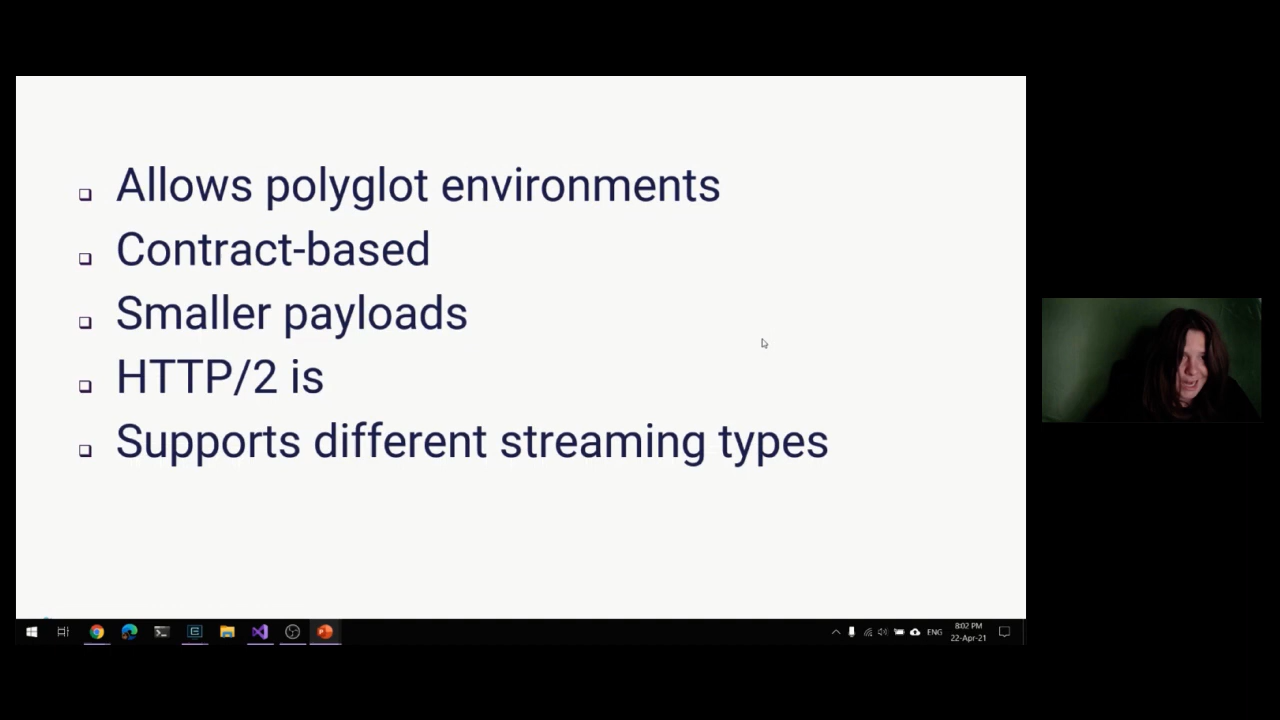 Allows polyglot environments
Contract-based
Smaller payloads
HTTP/2 is
Supports different streaming types
ENG
8:02 PM
22-Apr-21